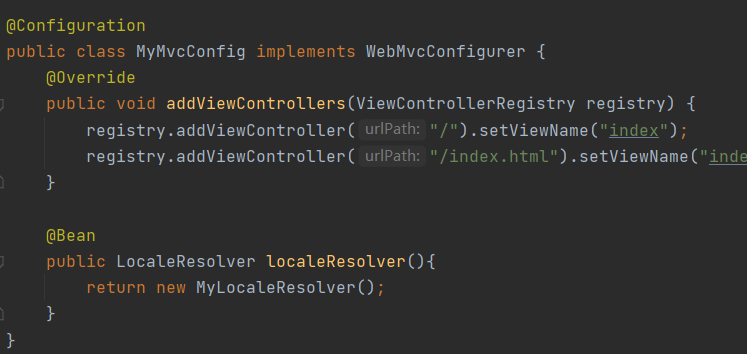 @Configuration
public class MyMvcConfig implements WebMvcConfigurer {
    @Override
    public void addViewControllers(ViewControllerRegistry registry) {
        registry.addViewController( urlPath: "/").setViewName("index");
        registry.addViewController( urlPath: "/index.html").setViewName("inde
    }

    @Bean
    public LocaleResolver localeResolver(){
        return new MyLocaleResolver();
    }
}